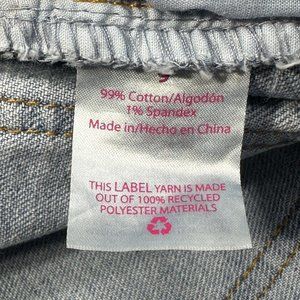 99% Cotton/Algodón
1% Spandex
Made in/Hecho en China
THIS LABEL YARN IS MADE
OUT OF 100% RECYCLED
POLYESTER MATERIALS